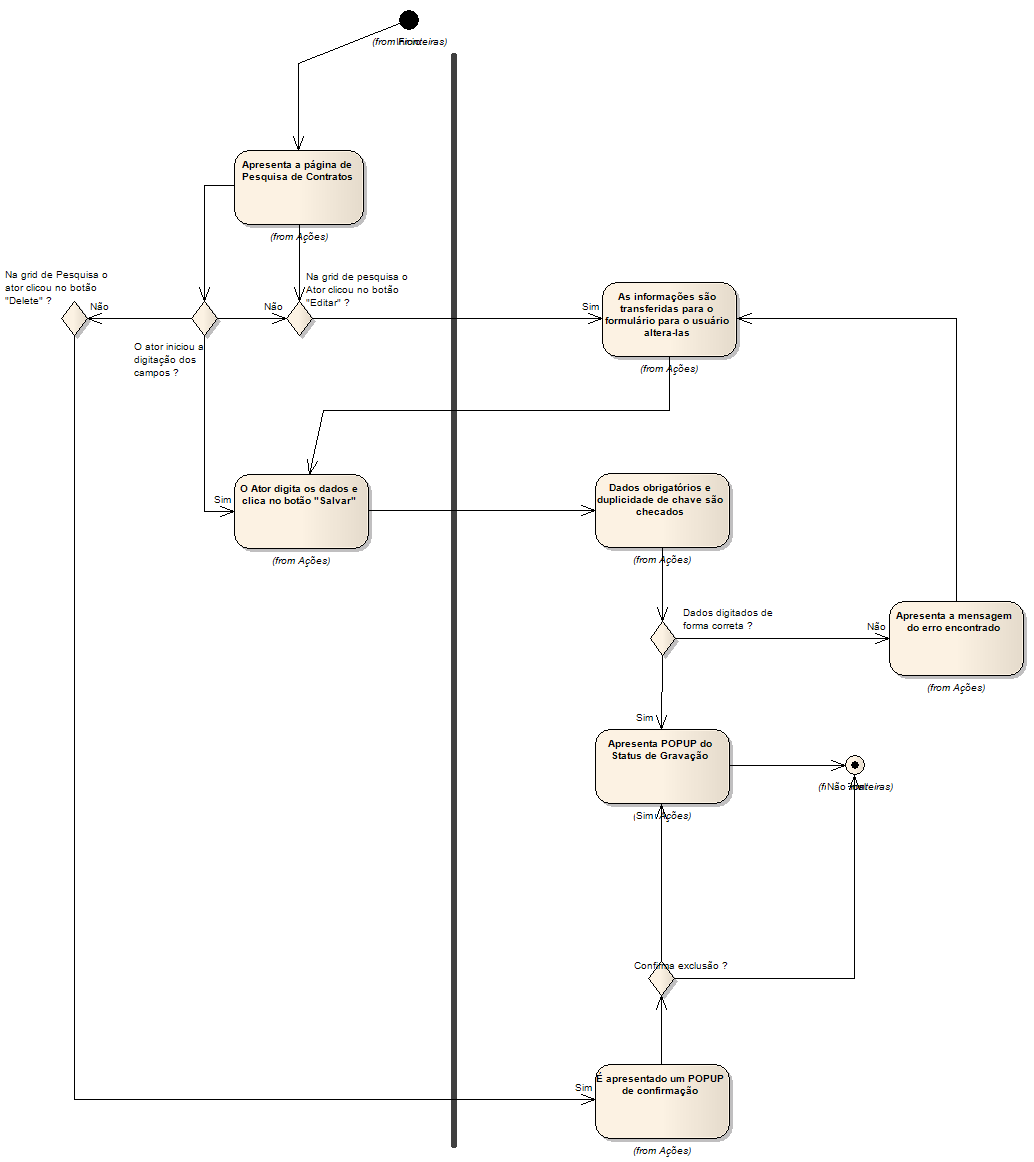 (from Fronteiras)
Apresenta a página de
Pesquisa de Contratos
(from Ações)
Na grid de Pesquisa o
ator clicou no botão
"Delete" ?
Na grid de pesquisa o
Ator clicou no botão
"Editar" ?
Não
Não
Sim
As informações são
transferidas para o
formulário para o usuário
altera-las
(from Ações)
O ator iniciou a
digitação dos
campos ?
Sim
O Ator digita os dados e
clica no botão "Salvar"
(from Ações)
Dados obrigatórios e
duplicidade de chave são
checados
(from Ações)
Dados digitados de
forma correta ?
Não
Apresenta a mensagem
do erro encontrado
(from Ações)
Sim
Apresenta POPUP do
Status de Gravação
(from Ações)
Sim
Não
Confirma exclusão ?
Sim
É apresentado um POPUP
de confirmação
(from Ações)